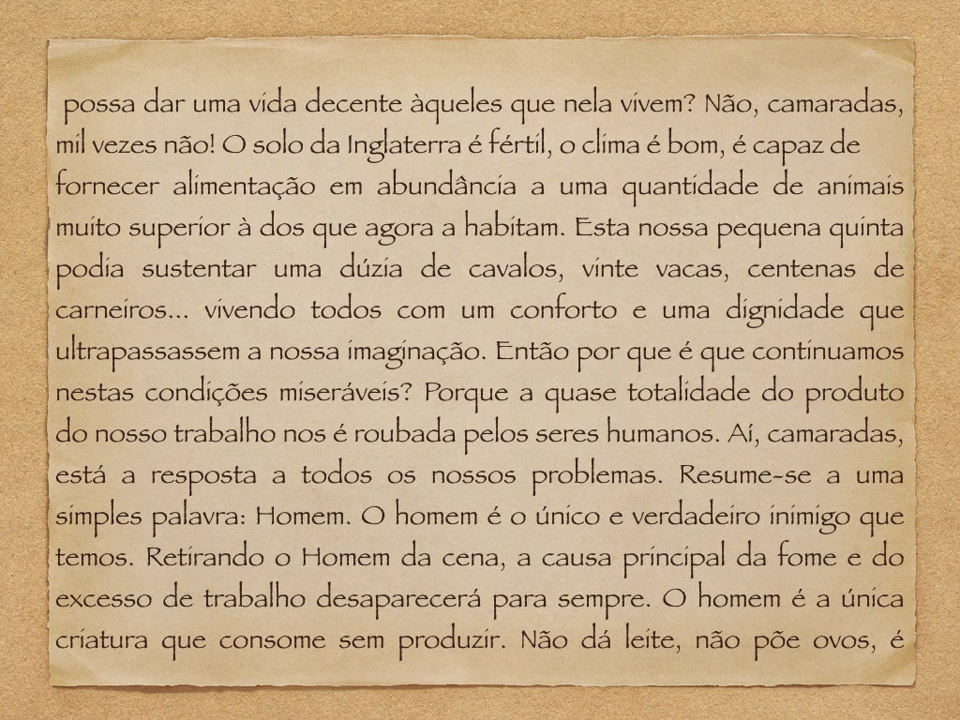 possa dar uma vida decente àqueles que nela vivem? Não, camaradas,
mil vezes não! O solo da Inglaterra é fértil, o clima é bom, é capaz de
fornecer alimentação em abundância a uma quantidade de animais
muito superior à dos que agora a habitam. Esta nossa pequena quinta
podia sustentar uma dúzia de cavalos, vinte vacas, centenas de
carneiros... vivendo todos com um conforto e uma dignidade que
ultrapassassem a nossa imaginação. Então por que é que continuamos
nestas condições miseráveis? Porque a quase totalidade do produto
do nosso trabalho nos é roubada pelos seres humanos. Aí, camaradas,
está a resposta a todos os nossos problemas. Resume-se a uma
simples palavra: Homem. O homem é o único e verdadeiro inimigo que
temos. Retirando o Homem da cena, a causa principal da fome e do
excesso de trabalho desaparecerá para sempre. O homem é a única
criatura que consome sem produzir. Não dá leite, não põe ovos, é